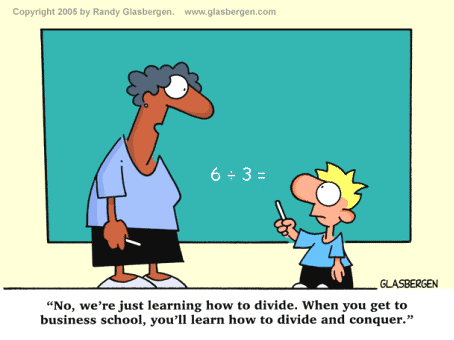 Copyright 2005 by Randy Glasbergen. www.glasbergen.com
6 ÷ 3 =
GLASBERGEN
“No, we’re just learning how to divide. When you get to
business school, you’ll learn how to divide and conquer.”